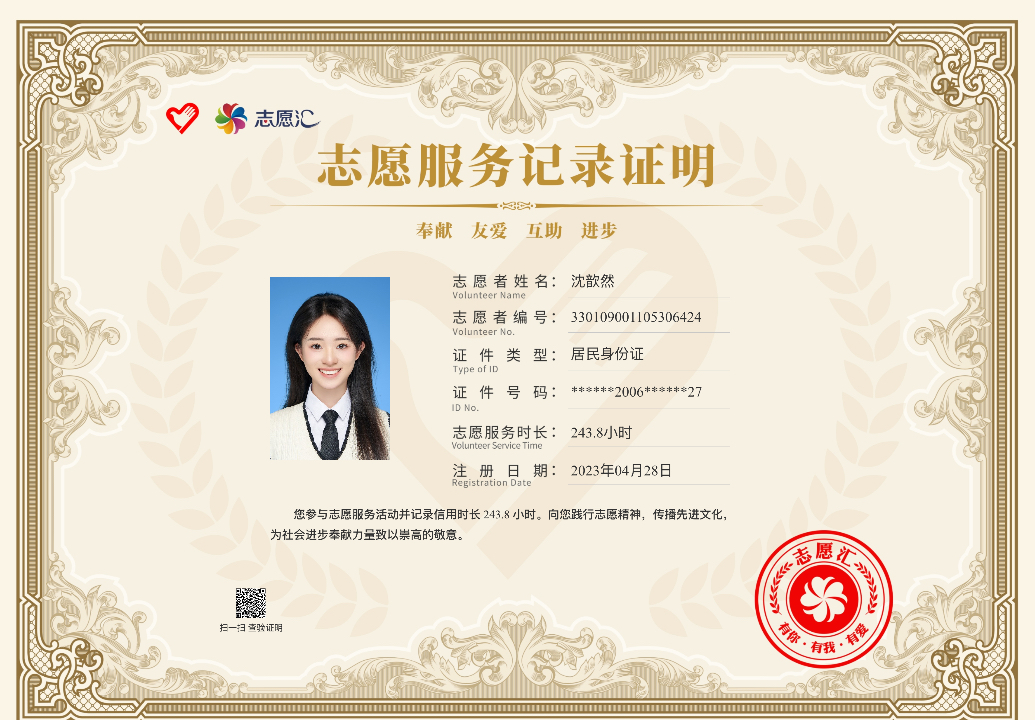 志愿汇
志愿服务记录证明
奉献 友爱 互助 进步
志愿者姓名： 沈歆然
Volunteer Name
志愿者编号： 330109001105306424
Volunteer No.
证件类型： 居民身份证
Type of ID
证件号码： ******2006******27
ID No.
志愿服务时长： 243.8小时
Volunteer Service Time
注册日期： 2023年04月28日
Registration Date
您参与志愿服务活动并记录信用时长 243.8 小时。向您践行志愿精神，传播先进文化，
为社会进步奉献力量致以崇高的敬意。
扫一扫 查验证明
志愿汇
有你·有我·有爱